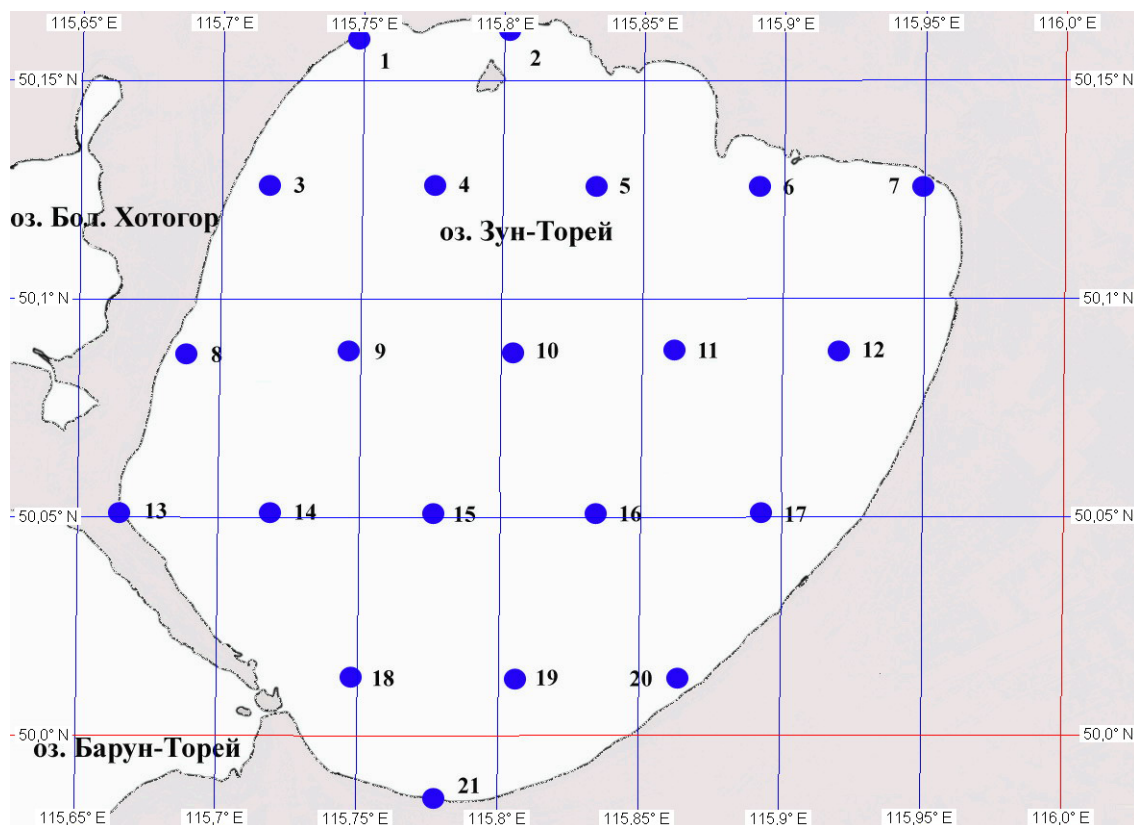 115,65° E 115,7° E 115,75° E 115,8° E 115,85° E 115,9° E 115,95° E 116,0° E
1 2
50,15° N 50,15° N
3 4 5 6 7
оз. Бол. Хотогор
оз. Зун-Торей
50,1° N 50,1° N
8 9 10 11 12
13 14 15 16 17
50,05° N 50,05° N
18 19 20
50,0° N 50,0° N
оз. Барун-Торей
21
115,65° E 115,7° E 115,75° E 115,8° E 115,85° E 115,9° E 115,95° E 116,0° E